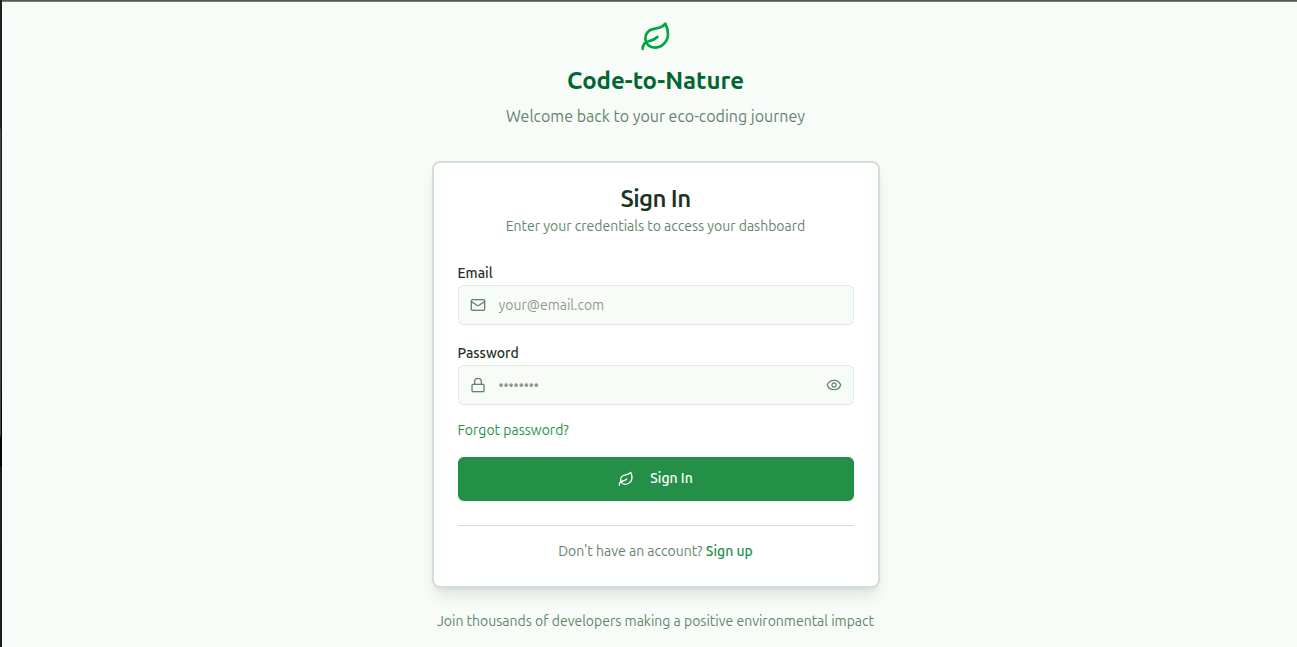 Code-to-Nature
Welcome back to your eco-coding journey
Sign In
Enter your credentials to access your dashboard
Email
your@email.com
Password
••••••••
Forgot password?
Sign In
Don't have an account? Sign up
Join thousands of developers making a positive environmental impact